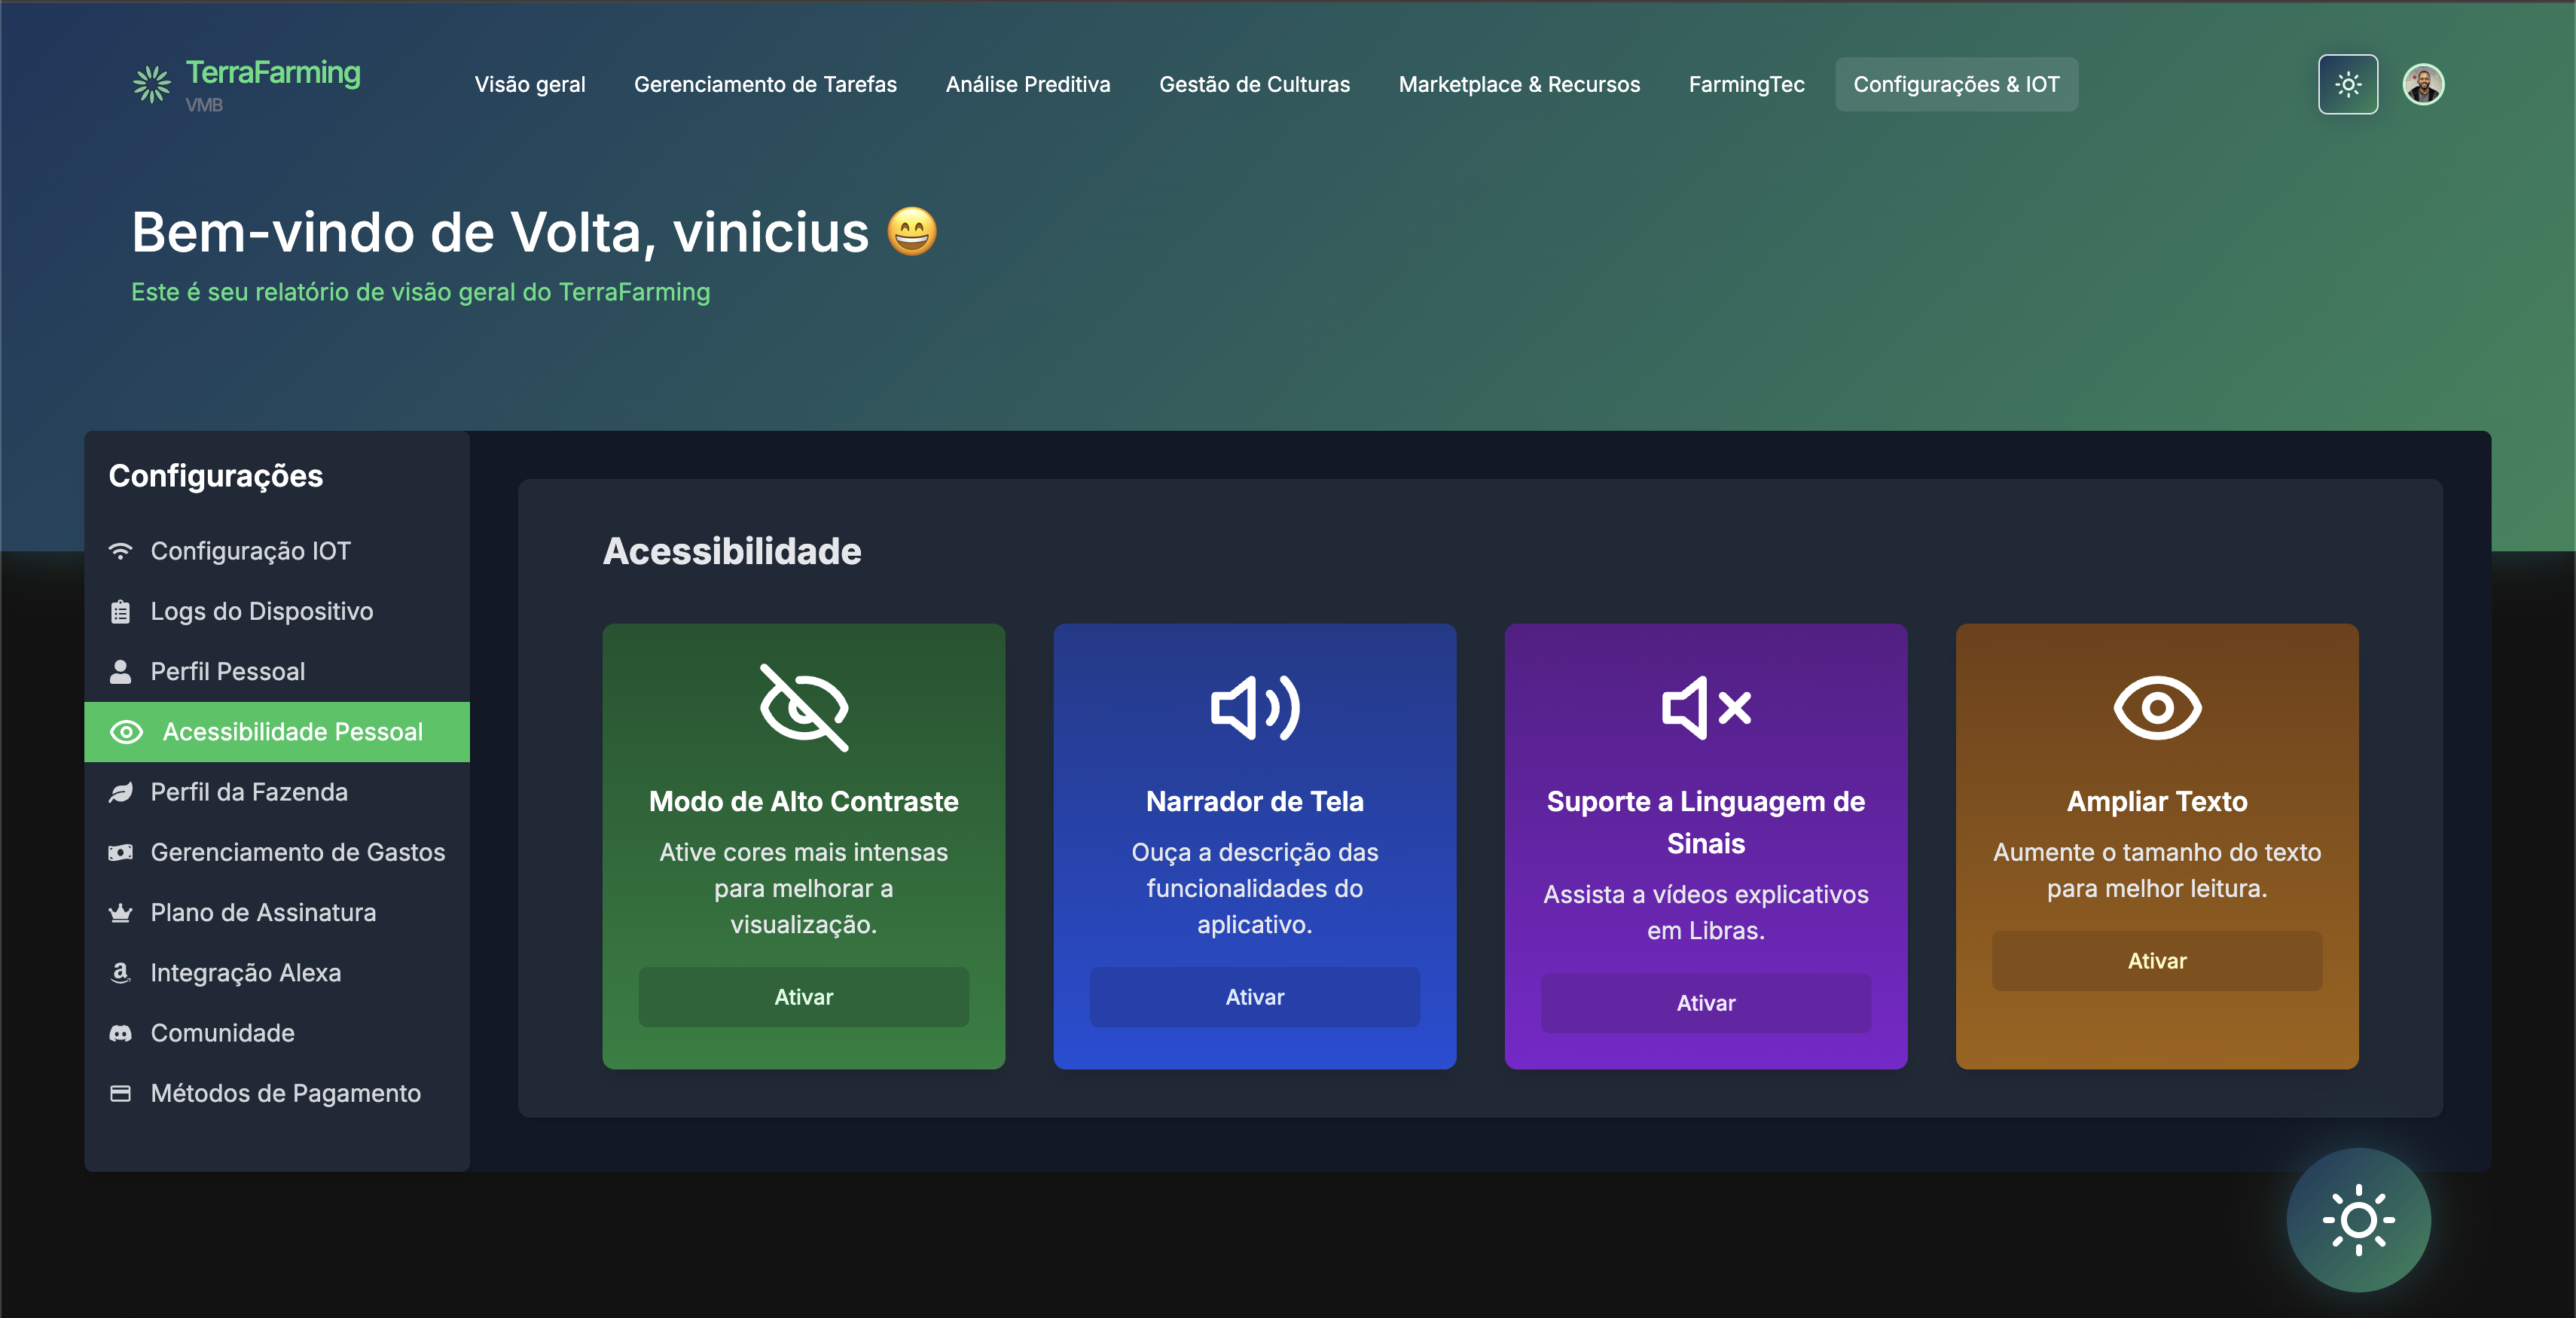 TerraFarming
VMB
Visão geral
Gerenciamento de Tarefas
Análise Preditiva
Gestão de Culturas
Marketplace & Recursos
FarmingTec
Configurações & IOT
Bem-vindo de Volta, vinicius 😄
Este é seu relatório de visão geral do TerraFarming
Configurações
Configuração IOT
Logs do Dispositivo
Perfil Pessoal
Acessibilidade Pessoal
Perfil da Fazenda
Gerenciamento de Gastos
Plano de Assinatura
Integração Alexa
Comunidade
Métodos de Pagamento
Acessibilidade
Modo de Alto Contraste
Ative cores mais intensas
para melhorar a
visualização.
Ativar
Narrador de Tela
Ouça a descrição das
funcionalidades do
aplicativo.
Ativar
Suporte a Linguagem de
Sinais
Assista a vídeos explicativos
em Libras.
Ativar
Ampliar Texto
Aumente o tamanho do texto
para melhor leitura.
Ativar